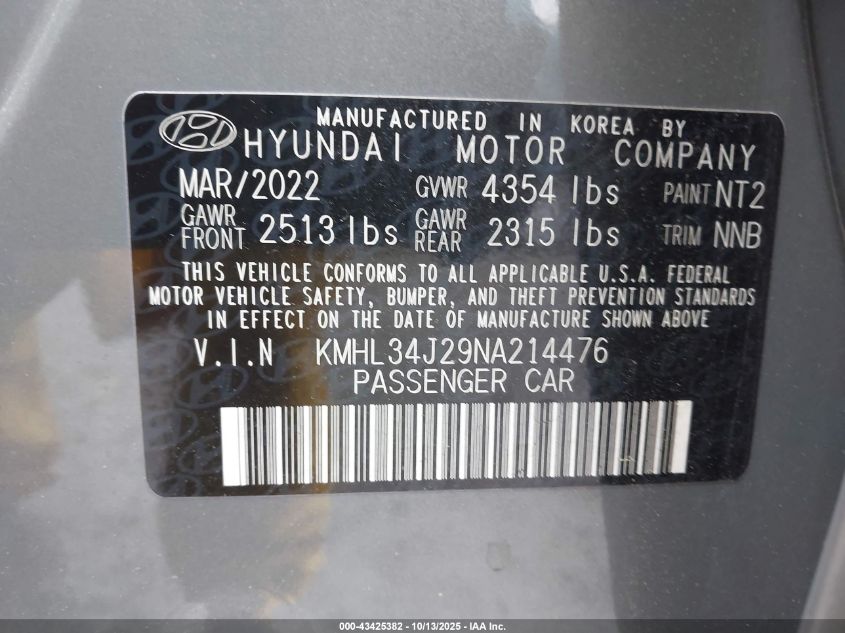 MANUFACTURED IN KOREA BY
HYUNDAI MOTOR COMPANY
MAR/2022 GVWR 4354 lbs PAINT NT2
GAWR FRONT 2513 lbs GAWR REAR 2315 lbs TRIM NNB
THIS VEHICLE CONFORMS TO ALL APPLICABLE U.S.A. FEDERAL
MOTOR VEHICLE SAFETY, BUMPER, AND THEFT PREVENTION STANDARDS
IN EFFECT ON THE DATE OF MANUFACTURE SHOWN ABOVE
V.I.N KMHL34J29NA214476
PASSENGER CAR
000-43425382 | 10/13/2025 - IAA Inc.